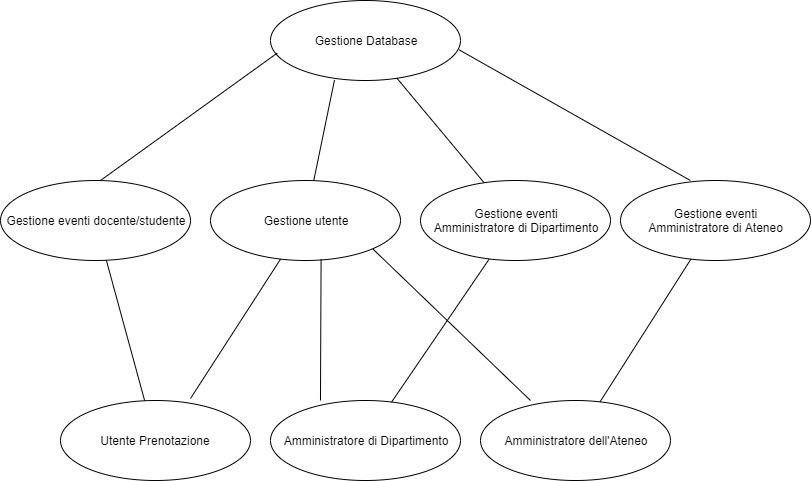 Gestione Database
Gestione eventi docente/studente
Gestione utente
Gestione eventi
Amministratore di Dipartimento
Gestione eventi
Amministratore di Ateneo
Utente Prenotazione
Amministratore di Dipartimento
Amministratore dell'Ateneo